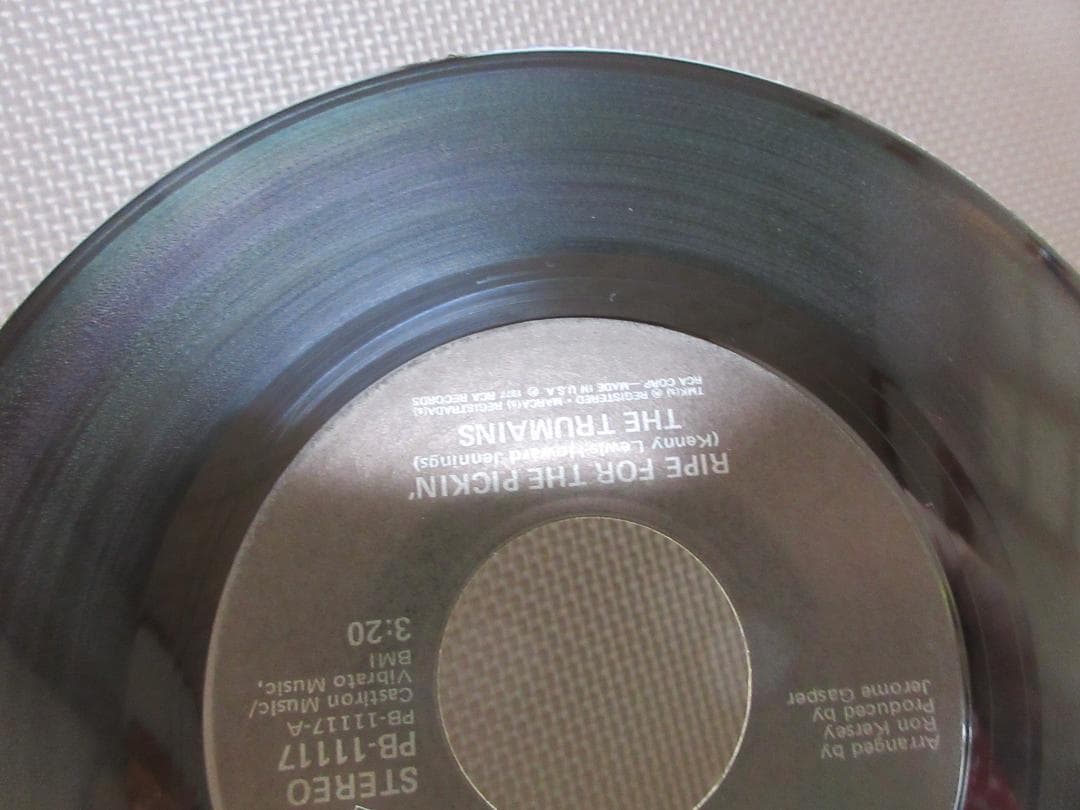 STEREO
PB-11117
PB-11117-A
Castiron Music/
Vibrato Music,
BMI
3:20
Arranged by
Ron Kersey
Produced by
Jerome Gasper
RIPE FOR THE PICKIN'
(Kenny Lewis-Howard Jennings)
THE TRUMAINS
TMK(s) ® REGISTERED • MARCA(s) REGISTRADA(s)
RCA CORP—MADE IN U.S.A. ℗ 1977 RCA RECORDS